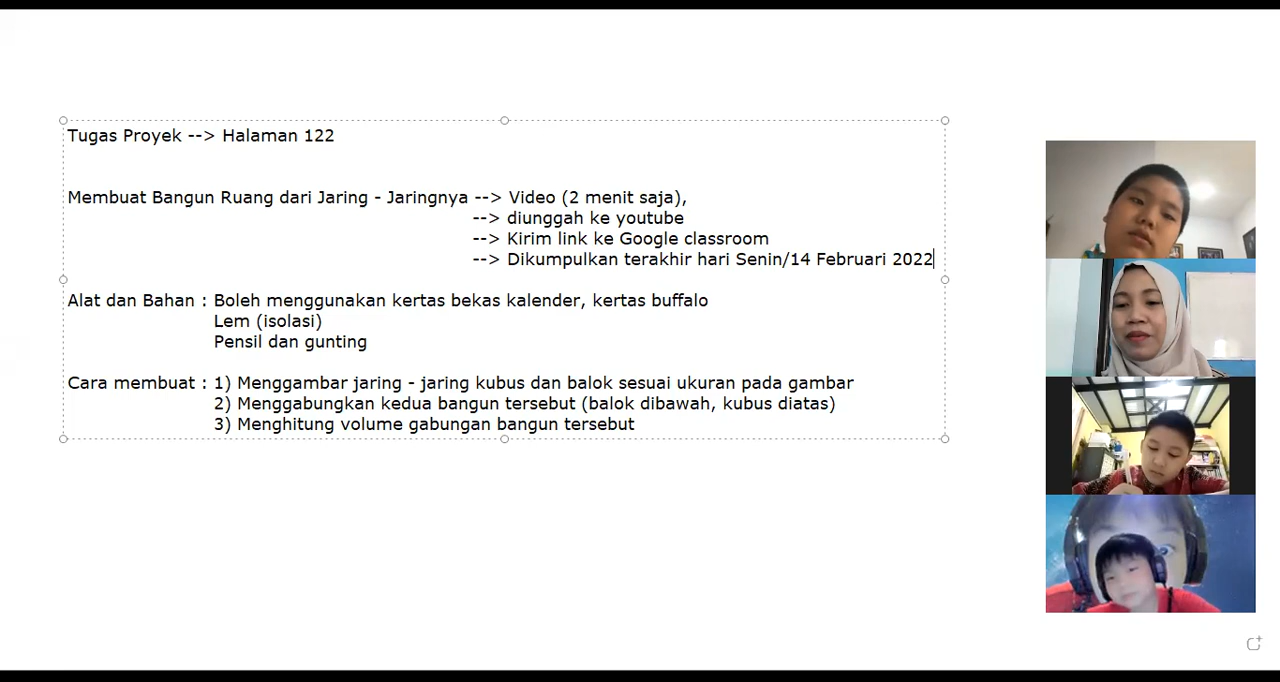 Tugas Proyek --> Halaman 122
Membuat Bangun Ruang dari Jaring - Jaringnya --> Video (2 menit saja),
--> diunggah ke youtube
--> Kirim link ke Google classroom
--> Dikumpulkan terakhir hari Senin/14 Februari 2022
Alat dan Bahan : Boleh menggunakan kertas bekas kalender, kertas buffalo
Lem (isolasi)
Pensil dan gunting
Cara membuat : 1) Menggambar jaring - jaring kubus dan balok sesuai ukuran pada gambar
2) Menggabungkan kedua bangun tersebut (balok dibawah, kubus diatas)
3) Menghitung volume gabungan bangun tersebut